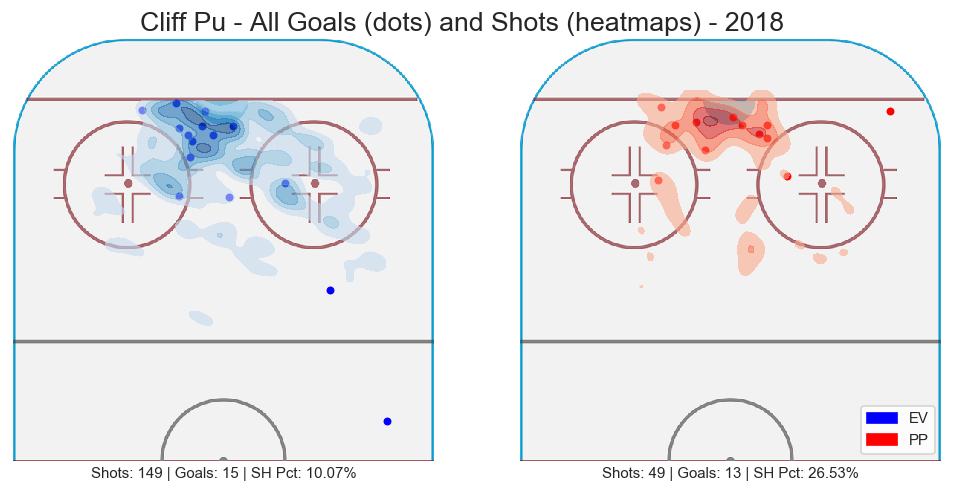 Cliff Pu - All Goals (dots) and Shots (heatmaps) - 2018
EV
PP
Shots: 149 | Goals: 15 | SH Pct: 10.07%
Shots: 49 | Goals: 13 | SH Pct: 26.53%